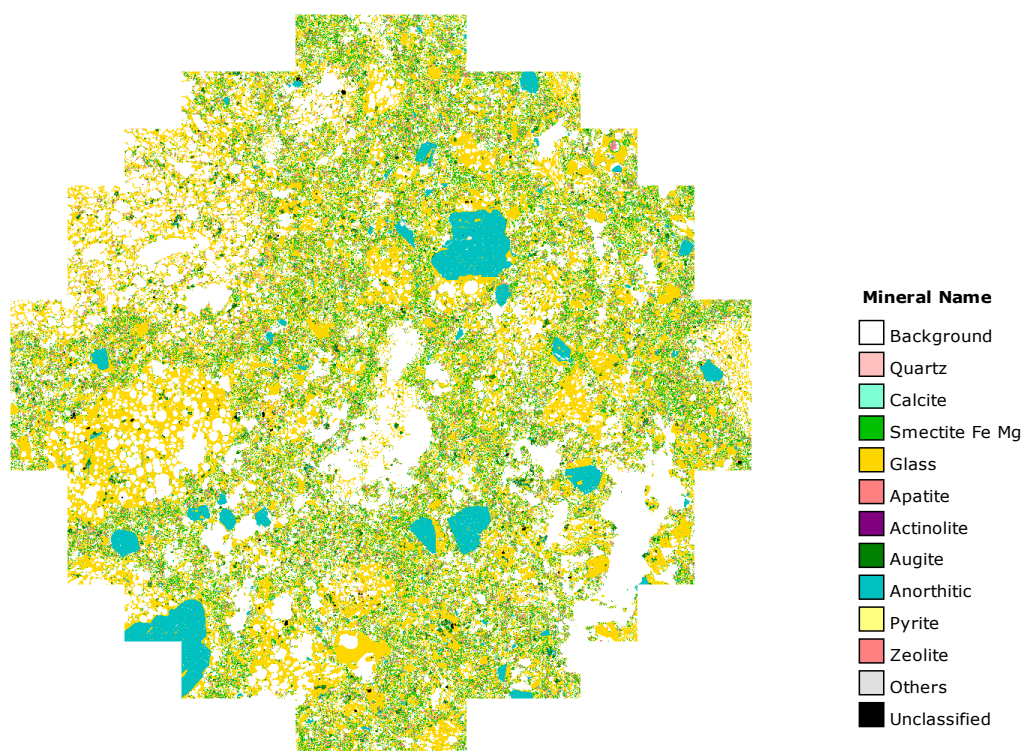 Mineral Name
Background
Quartz
Calcite
Smectite Fe Mg
Glass
Apatite
Actinolite
Augite
Anorthitic
Pyrite
Zeolite
Others
Unclassified